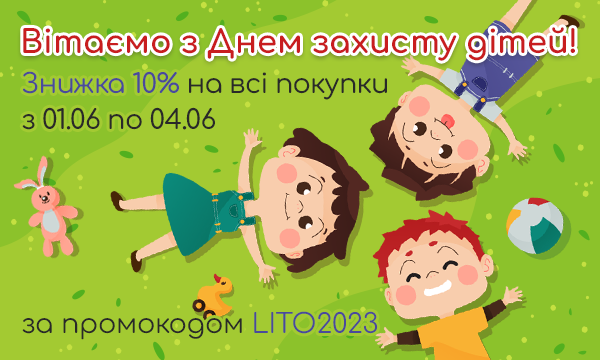 Вітаємо з Днем захисту дітей!
Знижка 10% на всі покупки
з 01.06 по 04.06
за промокодом LITO2023